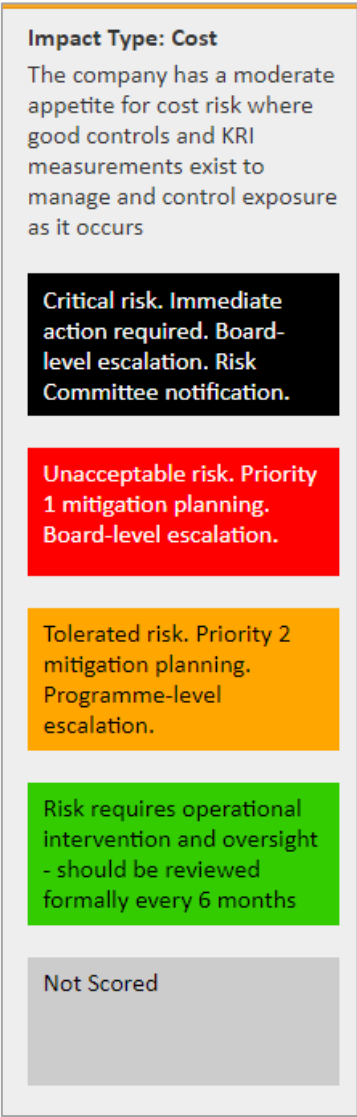 Impact Type: Cost
The company has a moderate
appetite for cost risk where
good controls and KRI
measurements exist to
manage and control exposure
as it occurs
Critical risk. Immediate
action required. Board-
level escalation. Risk
Committee notification.
Unacceptable risk. Priority
1 mitigation planning.
Board-level escalation.
Tolerated risk. Priority 2
mitigation planning.
Programme-level
escalation.
Risk requires operational
intervention and oversight
- should be reviewed
formally every 6 months
Not Scored